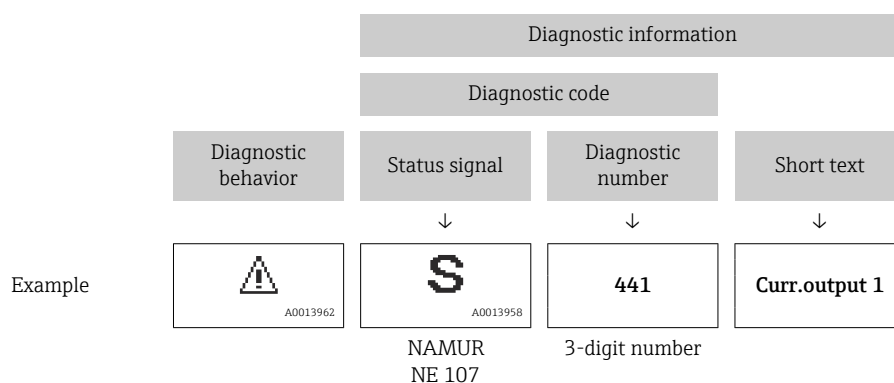 Diagnostic information
Diagnostic code
Diagnostic
behavior
Status signal
Diagnostic
number
Short text
↓ ↓ ↓
Example
⚠
A0013962
S
A0013958
441
Curr.output 1
NAMUR
NE 107
3-digit number